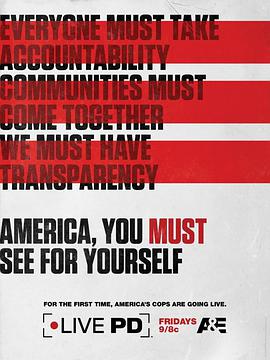 EVERYONE MUST TAKE
ACCOUNTABILITY
COMMUNITIES MUST
COME TOGETHER
WE MUST HAVE
TRANSPARENCY
AMERICA, YOU MUST
SEE FOR YOURSELF
FOR THE FIRST TIME, AMERICA'S COPS ARE GOING LIVE.
LIVE PD
FRIDAYS
9/8c
A&E